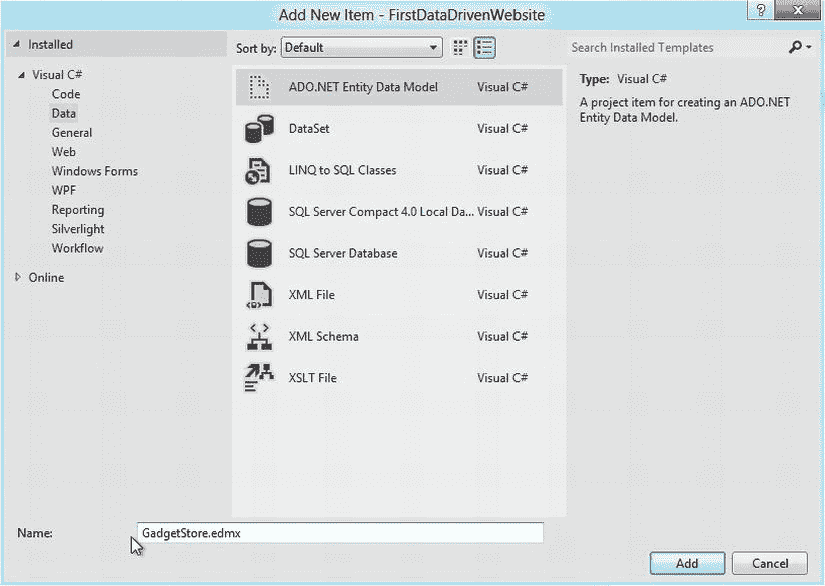 Add New Item - FirstDataDrivenWebsite
?
x
Installed
Sort by: Default
Search Installed Templates
Visual C#
Code
Data
General
Web
Windows Forms
WPF
Reporting
Silverlight
Workflow
Online
ADO.NET Entity Data Model Visual C#
DataSet Visual C#
LINQ to SQL Classes Visual C#
SQL Server Compact 4.0 Local Da... Visual C#
SQL Server Database Visual C#
XML File Visual C#
XML Schema Visual C#
XSLT File Visual C#
Type: Visual C#
A project item for creating an ADO.NET
Entity Data Model.
Name: GadgetStore.edmx
Add Cancel